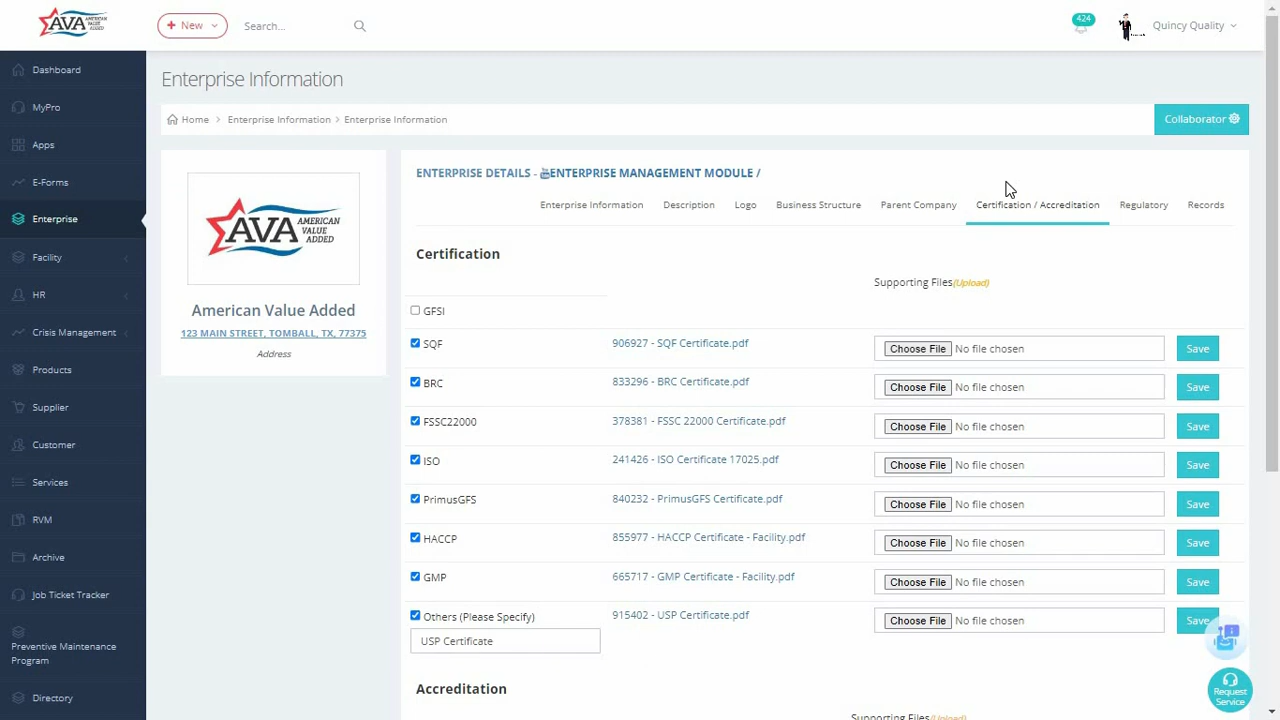 AVA AMERICAN VALUE ADDED
New
Search...
424
Quincy Quality
Dashboard
MyPro
Apps
E-Forms
Enterprise
Facility
HR
Crisis Management
Products
Supplier
Customer
Services
RVM
Archive
Job Ticket Tracker
Preventive Maintenance
Program
Directory
Enterprise Information
Home > Enterprise Information > Enterprise Information
Collaborator
AVA AMERICAN VALUE ADDED
American Value Added
123 MAIN STREET, TOMBALL, TX, 77375
Address
ENTERPRISE DETAILS - ENTERPRISE MANAGEMENT MODULE /
Enterprise Information Description Logo Business Structure Parent Company Certification / Accreditation Regulatory Records
Certification
Supporting Files(Upload)
GFSI
SQF 906927 - SQF Certificate.pdf Choose File No file chosen Save
BRC 833296 - BRC Certificate.pdf Choose File No file chosen Save
FSSC22000 378381 - FSSC 22000 Certificate.pdf Choose File No file chosen Save
ISO 241426 - ISO Certificate 17025.pdf Choose File No file chosen Save
PrimusGFS 840232 - PrimusGFS Certificate.pdf Choose File No file chosen Save
HACCP 855977 - HACCP Certificate - Facility.pdf Choose File No file chosen Save
GMP 665717 - GMP Certificate - Facility.pdf Choose File No file chosen Save
Others (Please Specify) 915402 - USP Certificate.pdf Choose File No file chosen Save
USP Certificate
Accreditation
Supporting Files(Upload)
Request
Service